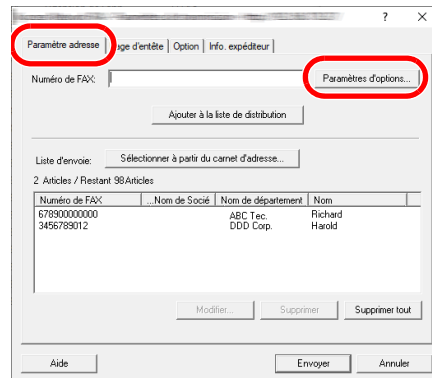 ?
Paramètre adresse age d'entête Option Info. expéditeur
Numéro de FAX: Paramètres d'options...
Ajouter à la liste de distribution
Liste d'envoie: Sélectionner à partir du carnet d'adresse...
2 Articles / Restant 98Articles
Numéro de FAX ...Nom de Socié Nom de département Nom
678900000000 ABC Tec. Richard
3456789012 DDD Corp. Harold
Modifier... Supprimer Supprimer tout
Aide Envoyer Annuler